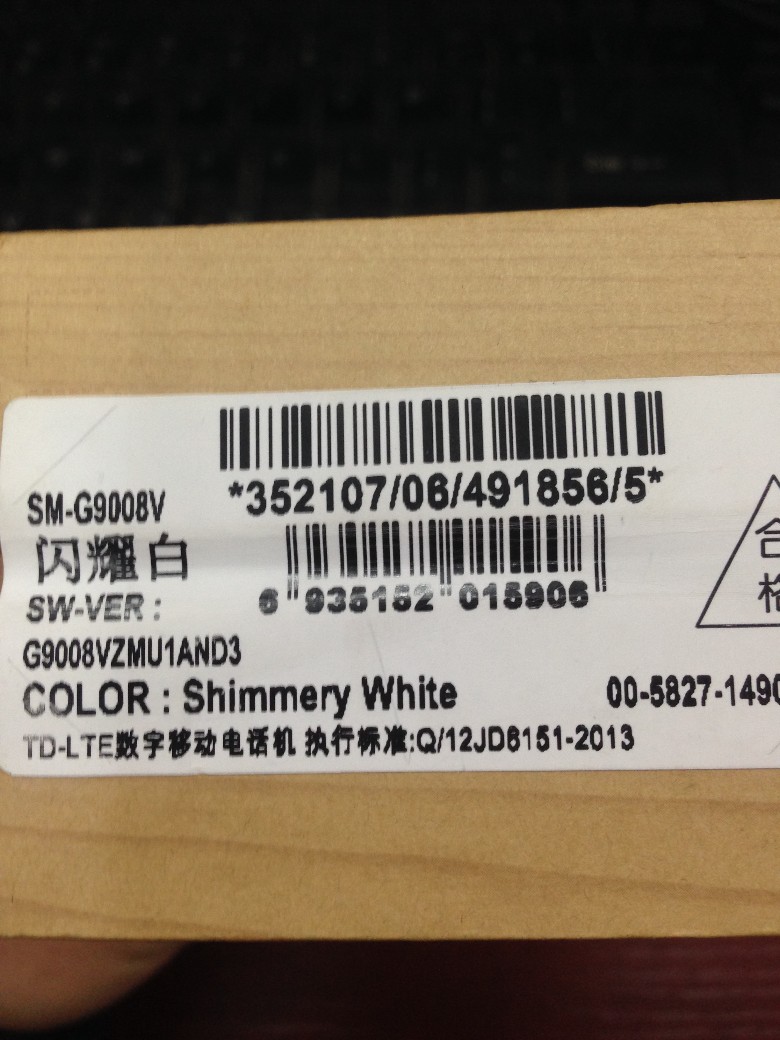 SM-G9008V
*352107/06/491856/5*
闪耀白
SW-VER :
6 "935152" 015906"
G9008VZMU1AND3
COLOR : Shimmery White
00-5827-1490
TD-LTE数字移动电话机 执行标准:Q/12JD6151-2013
合
格